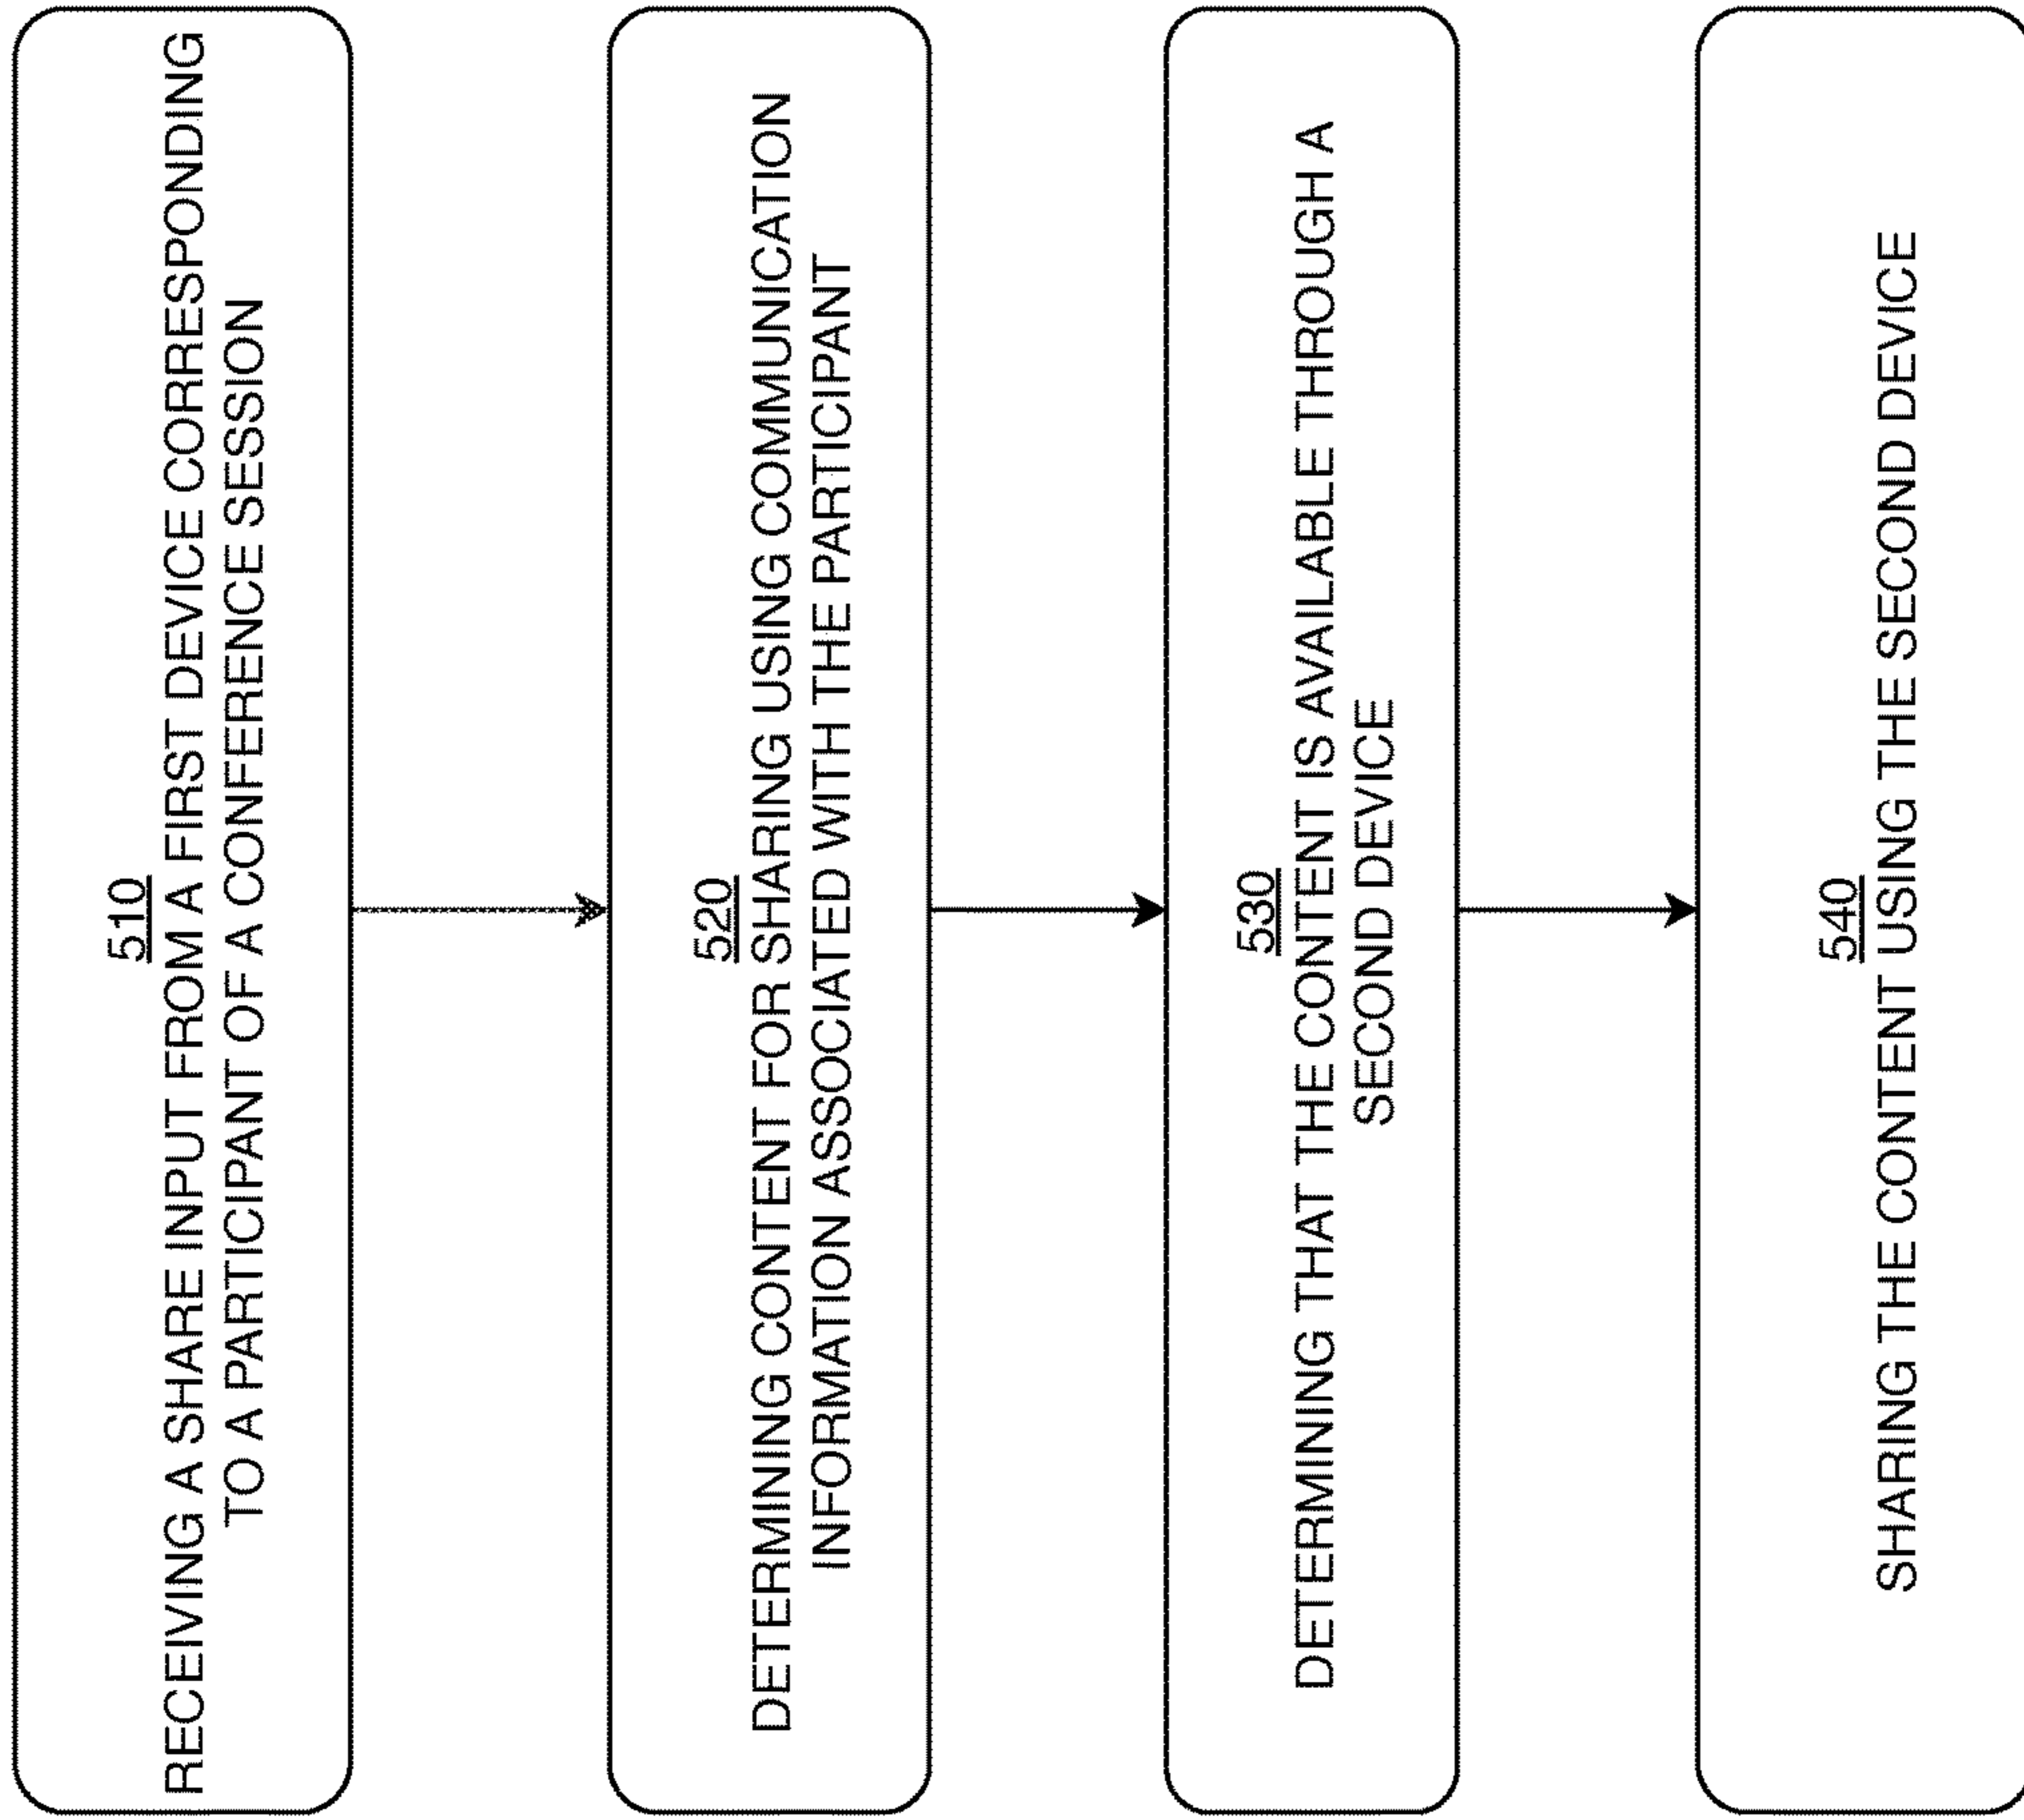 510
RECEIVING A SHARE INPUT FROM A FIRST DEVICE CORRESPONDING
TO A PARTICIPANT OF A CONFERENCE SESSION
520
DETERMINING CONTENT FOR SHARING USING COMMUNICATION
INFORMATION ASSOCIATED WITH THE PARTICIPANT
530
DETERMINING THAT THE CONTENT IS AVAILABLE THROUGH A
SECOND DEVICE
540
SHARING THE CONTENT USING THE SECOND DEVICE